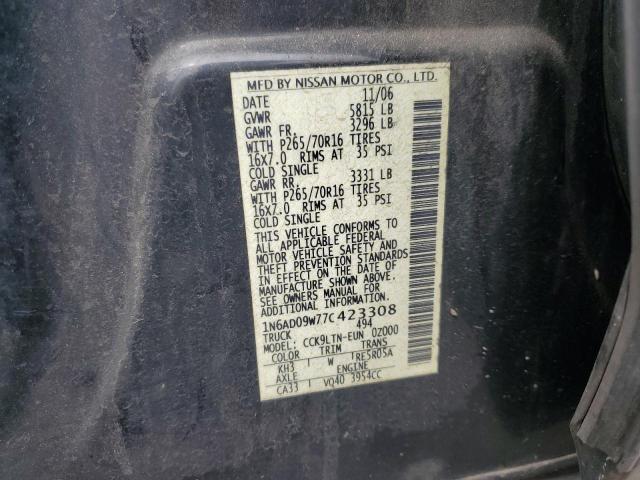 MFD BY NISSAN MOTOR CO., LTD.
DATE 11/06
GVWR 5815 LB
GAWR FR. 3296 LB
WITH P265/70R16 TIRES
16X7.0 RIMS AT 35 PSI
COLD SINGLE
GAWR RR. 3331 LB
WITH P265/70R16 TIRES
16X7.0 RIMS AT 35 PSI
COLD SINGLE
THIS VEHICLE CONFORMS TO
ALL APPLICABLE FEDERAL
MOTOR VEHICLE SAFETY AND
THEFT PREVENTION STANDARDS
IN EFFECT ON THE DATE OF
MANUFACTURE SHOWN ABOVE.
SEE OWNERS MANUAL FOR
ADDITIONAL INFORMATION.
1N6AD09W77C423308
TRUCK 494
MODEL: CCK9LTN-EUN 0Z000
COLOR TRIM TRANS
KH3 W RE5R05A
AXLE ENGINE
CA33 VQ40 3954CC